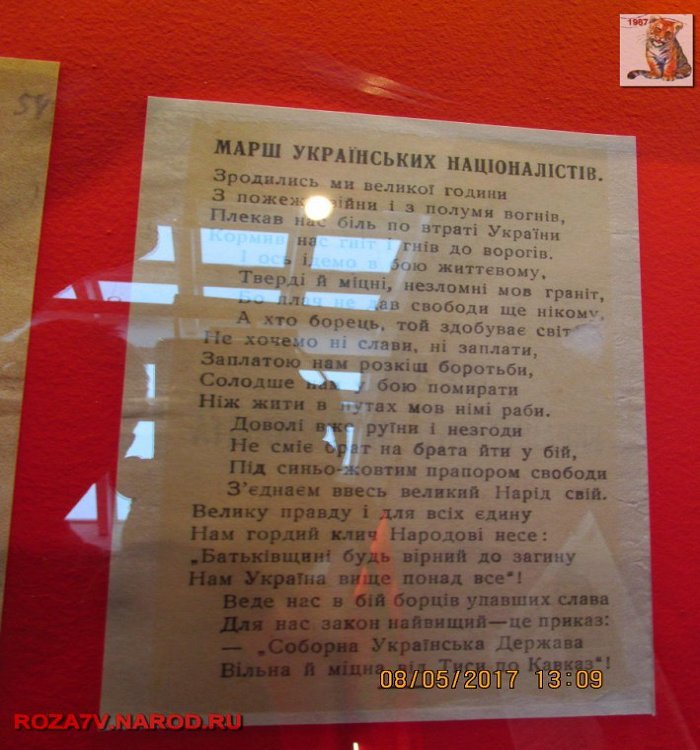 1987
54
МАРШ УКРАЇНСЬКИХ НАЦІОНАЛІСТІВ.
Зродились ми великої години
З пожеж війни і з полумя вогнів,
Плекав нас біль по втраті України
Кормив нас гніт і гнів до ворогів.
І ось ідемо в бою життєвому,
Тверді й міцні, незломні мов граніт,
Бо плач не дав свободи ще нікому,
А хто борець, той здобуває світ
Не хочемо ні слави, ні заплати,
Заплатою нам розкіш боротьби,
Солодше нам у бою помирати
Ніж жити в путах мов німі раби.
Доволі вже руїни і незгоди
Не сміє брат на брата йти у бій,
Під синьо-жовтим прапором свободи
З'єднаєм ввесь великий Нарід свій.
Велику правду і для всіх єдину
Нам гордий клич Народові несе:
„Батьківщині будь вірний до загину
Нам Україна вище понад все"!
Веде нас в бій борців упавших слава
Для нас закон найвищий—це приказ:
— „Соборна Українська Держава
Вільна й міцна від Тиси по Кавказ"!
08/05/2017 13:09
ROZA7V.NAROD.RU